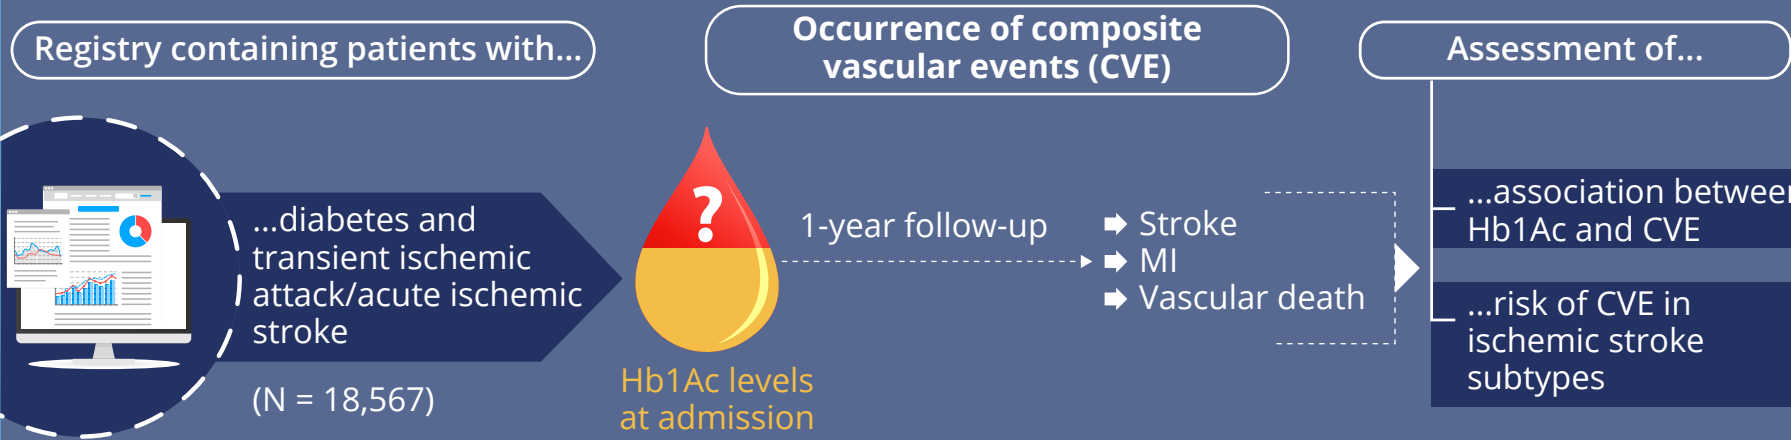 Registry containing patients with...
Occurrence of composite
vascular events (CVE)
Assessment of...
...diabetes and
transient ischemic
attack/acute ischemic
stroke
(N = 18,567)
?
Hb1Ac levels
at admission
1-year follow-up
Stroke
MI
Vascular death
...association between
Hb1Ac and CVE
...risk of CVE in
ischemic stroke
subtypes